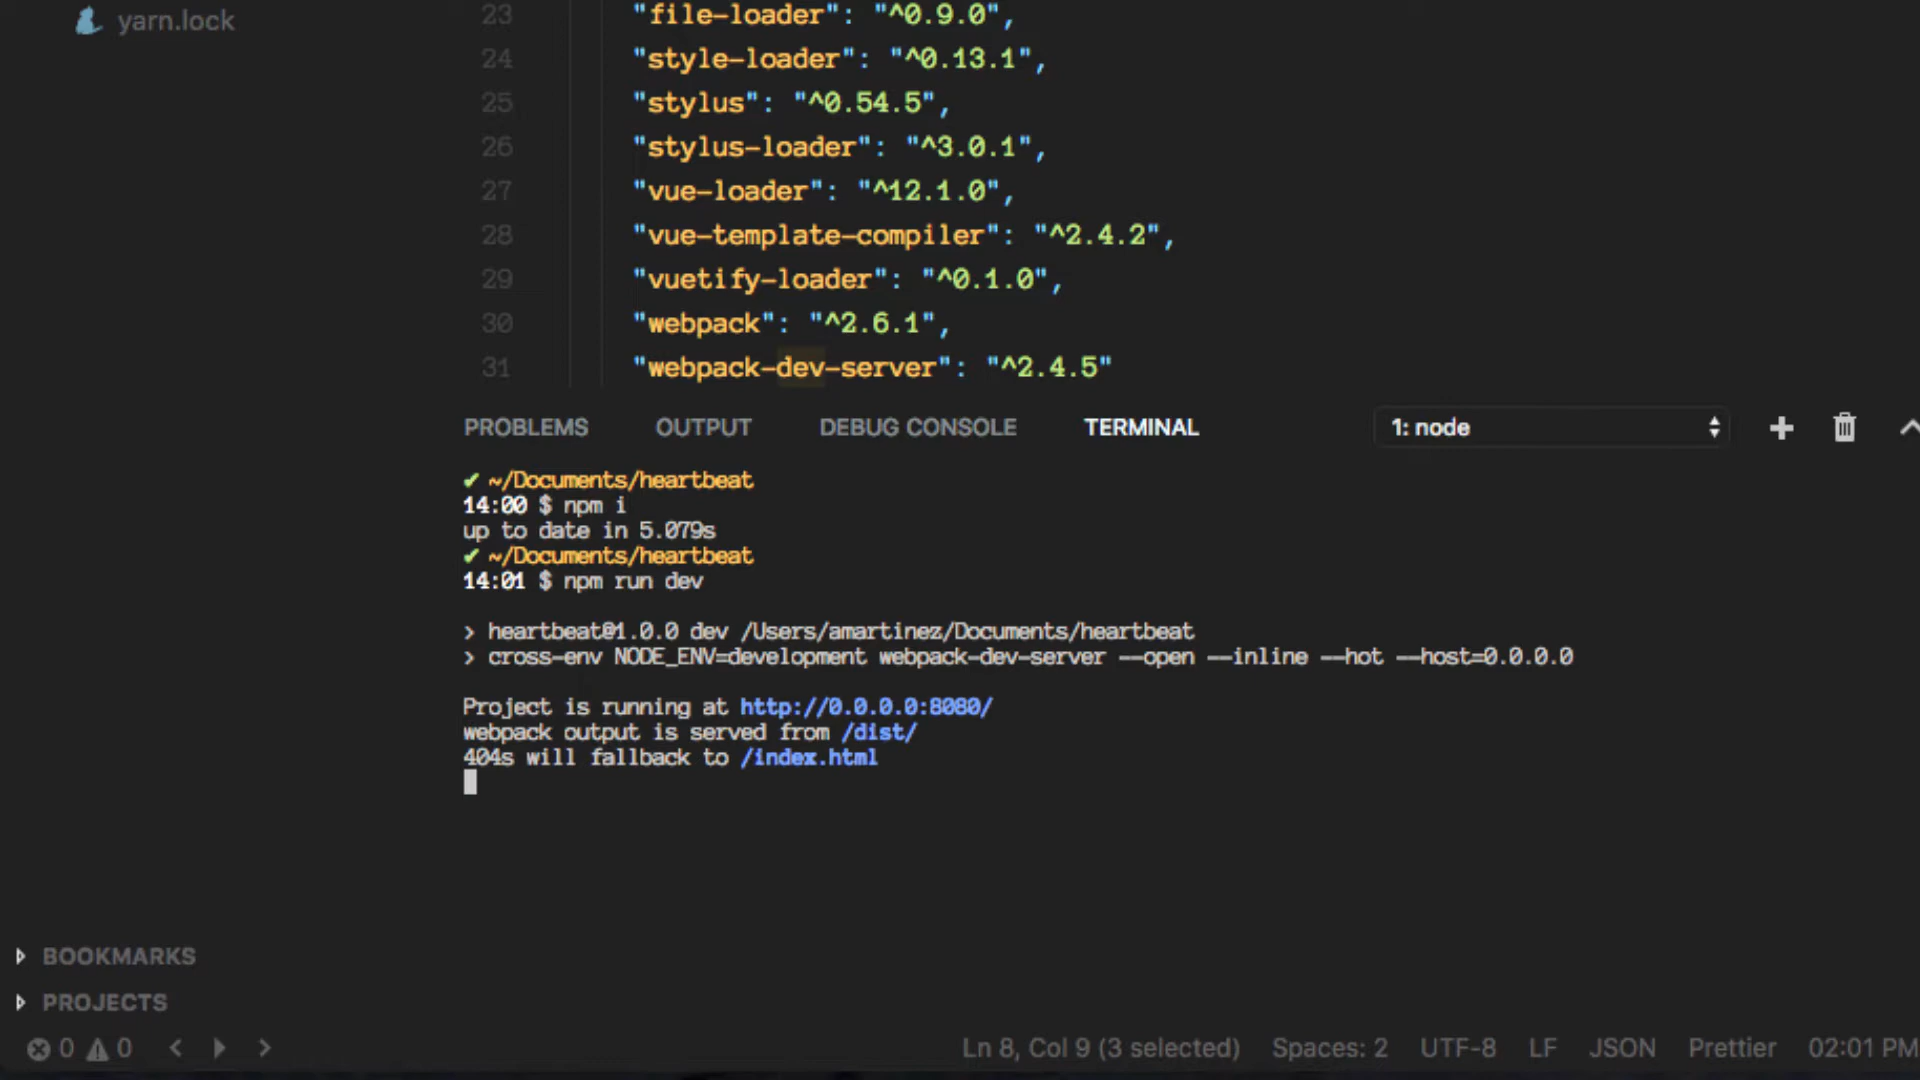 yarn.lock
23 "file-loader": "^0.9.0",
24 "style-loader": "^0.13.1",
25 "stylus": "^0.54.5",
26 "stylus-loader": "^3.0.1",
27 "vue-loader": "^12.1.0",
28 "vue-template-compiler": "^2.4.2",
29 "vuetify-loader": "^0.1.0",
30 "webpack": "^2.6.1",
31 "webpack-dev-server": "^2.4.5"
PROBLEMS OUTPUT DEBUG CONSOLE TERMINAL 1: node
✔ ~/Documents/heartbeat
14:00 $ npm i
up to date in 5.079s
✔ ~/Documents/heartbeat
14:01 $ npm run dev
> heartbeat@1.0.0 dev /Users/amartinez/Documents/heartbeat
> cross-env NODE_ENV=development webpack-dev-server --open --inline --hot --host=0.0.0.0
Project is running at http://0.0.0.0:8080/
webpack output is served from /dist/
404s will fallback to /index.html
BOOKMARKS
PROJECTS
0 0 Ln 8, Col 9 (3 selected) Spaces: 2 UTF-8 LF JSON Prettier 02:01 PM